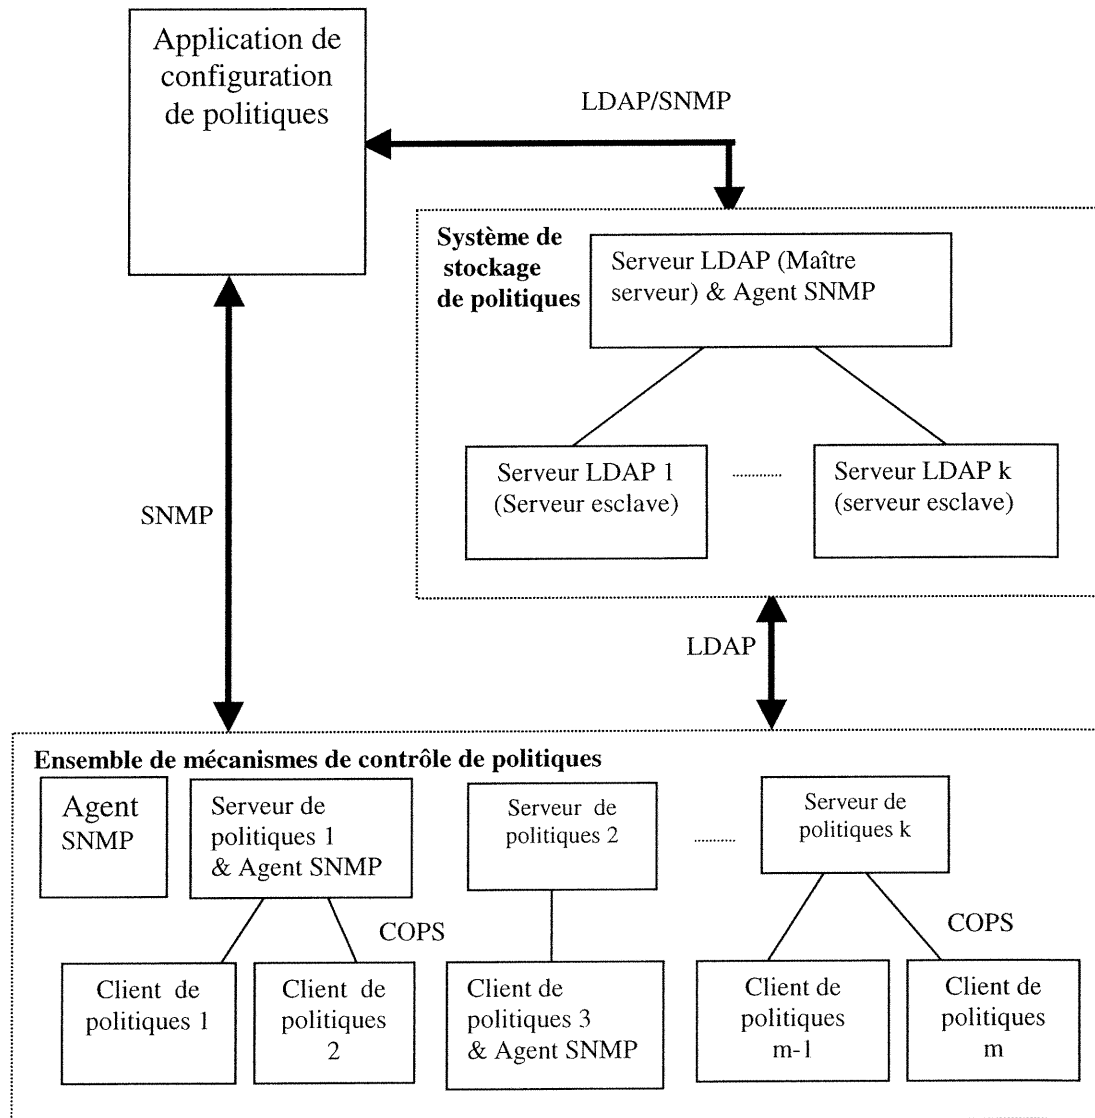 Application de
configuration
de politiques
LDAP/SNMP
Système de
stockage
de politiques
Serveur LDAP (Maître
serveur) & Agent SNMP
Serveur LDAP 1
(Serveur esclave)
Serveur LDAP k
(serveur esclave)
SNMP
LDAP
Ensemble de mécanismes de contrôle de politiques
Agent
SNMP
Serveur de
politiques 1
& Agent SNMP
Serveur de
politiques 2
Serveur de
politiques k
COPS
COPS
Client de
politiques 1
Client de
politiques
2
Client de
politiques 3
& Agent SNMP
Client de
politiques
m-1
Client de
politiques
m